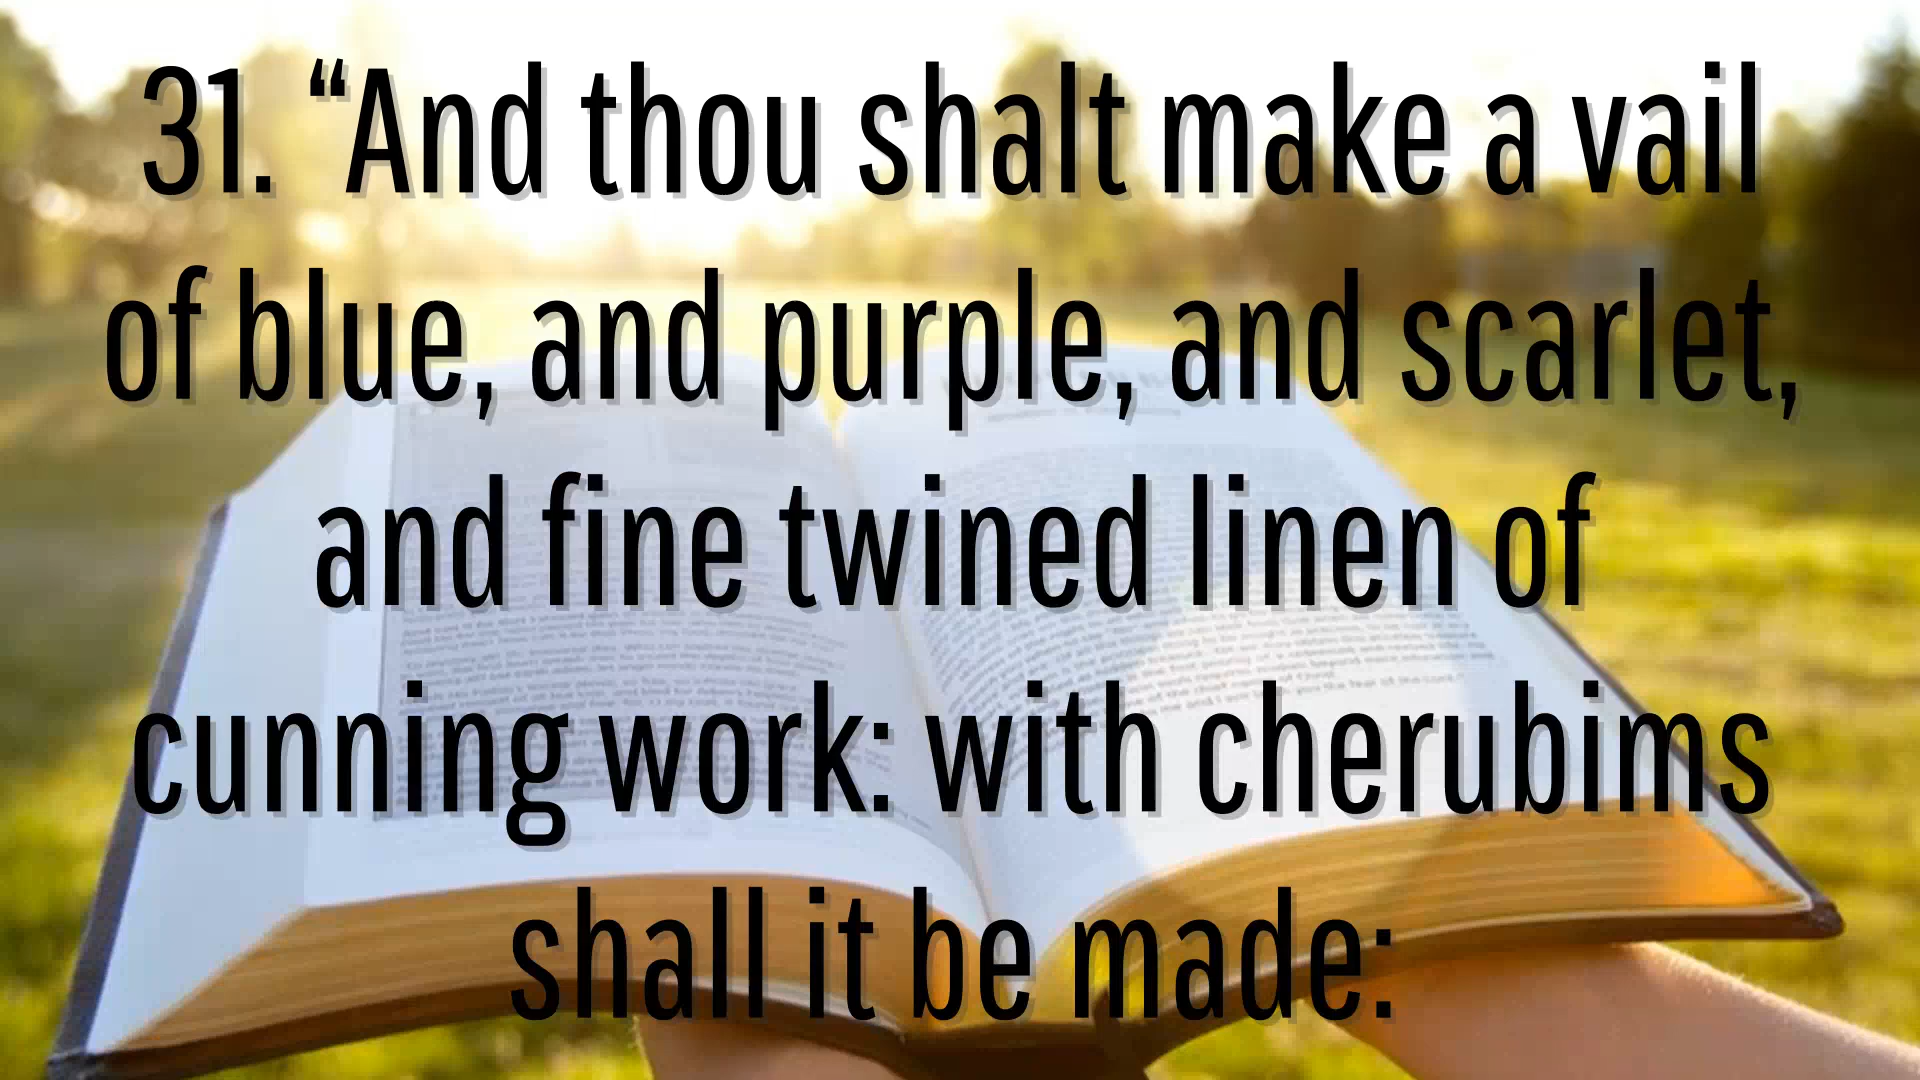 31. “And thou shalt make a vail
of blue, and purple, and scarlet,
and fine twined linen of
cunning work: with cherubims
shall it be made: